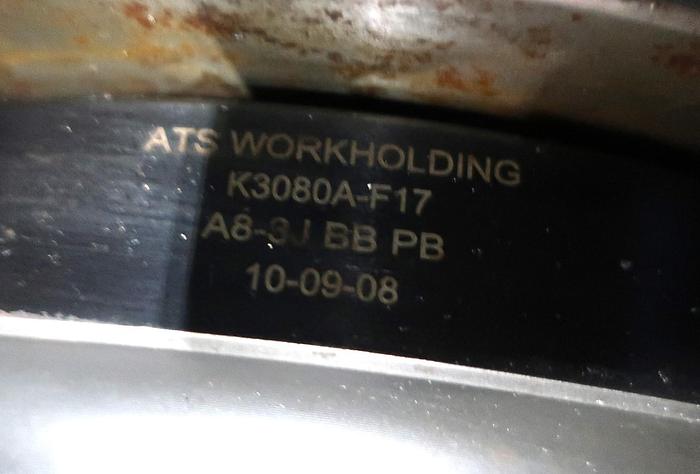 ATS WORKHOLDING
K3080A-F17
A8-3J BB PB
10-09-08